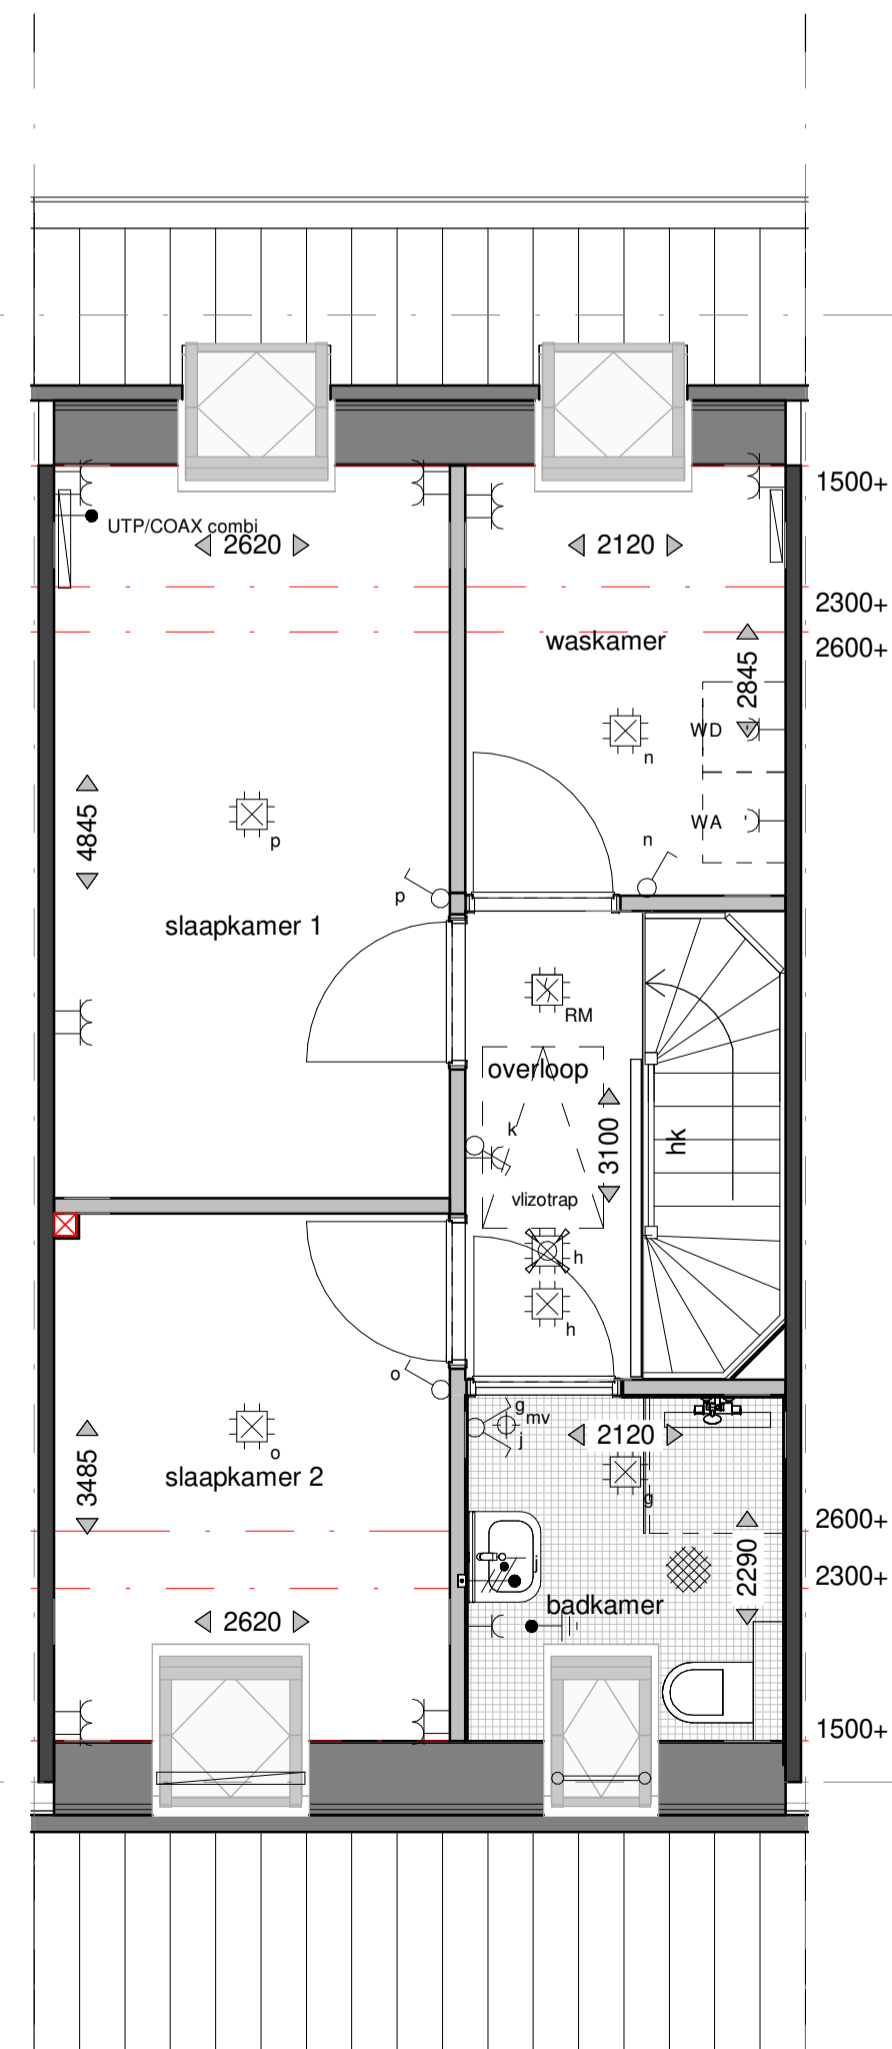 1500+
UTP/COAX combi
2620
2120
2300+
2600+
waskamer
2845
WD
n
WA
4845
p
n
p
slaapkamer 1
RM
overloop
k
3100
hk
vlizotrap
h
h
o
g
mv
j
2120
o
slaapkamer 2
3485
g
2600+
2290
2300+
badkamer
2620
1500+